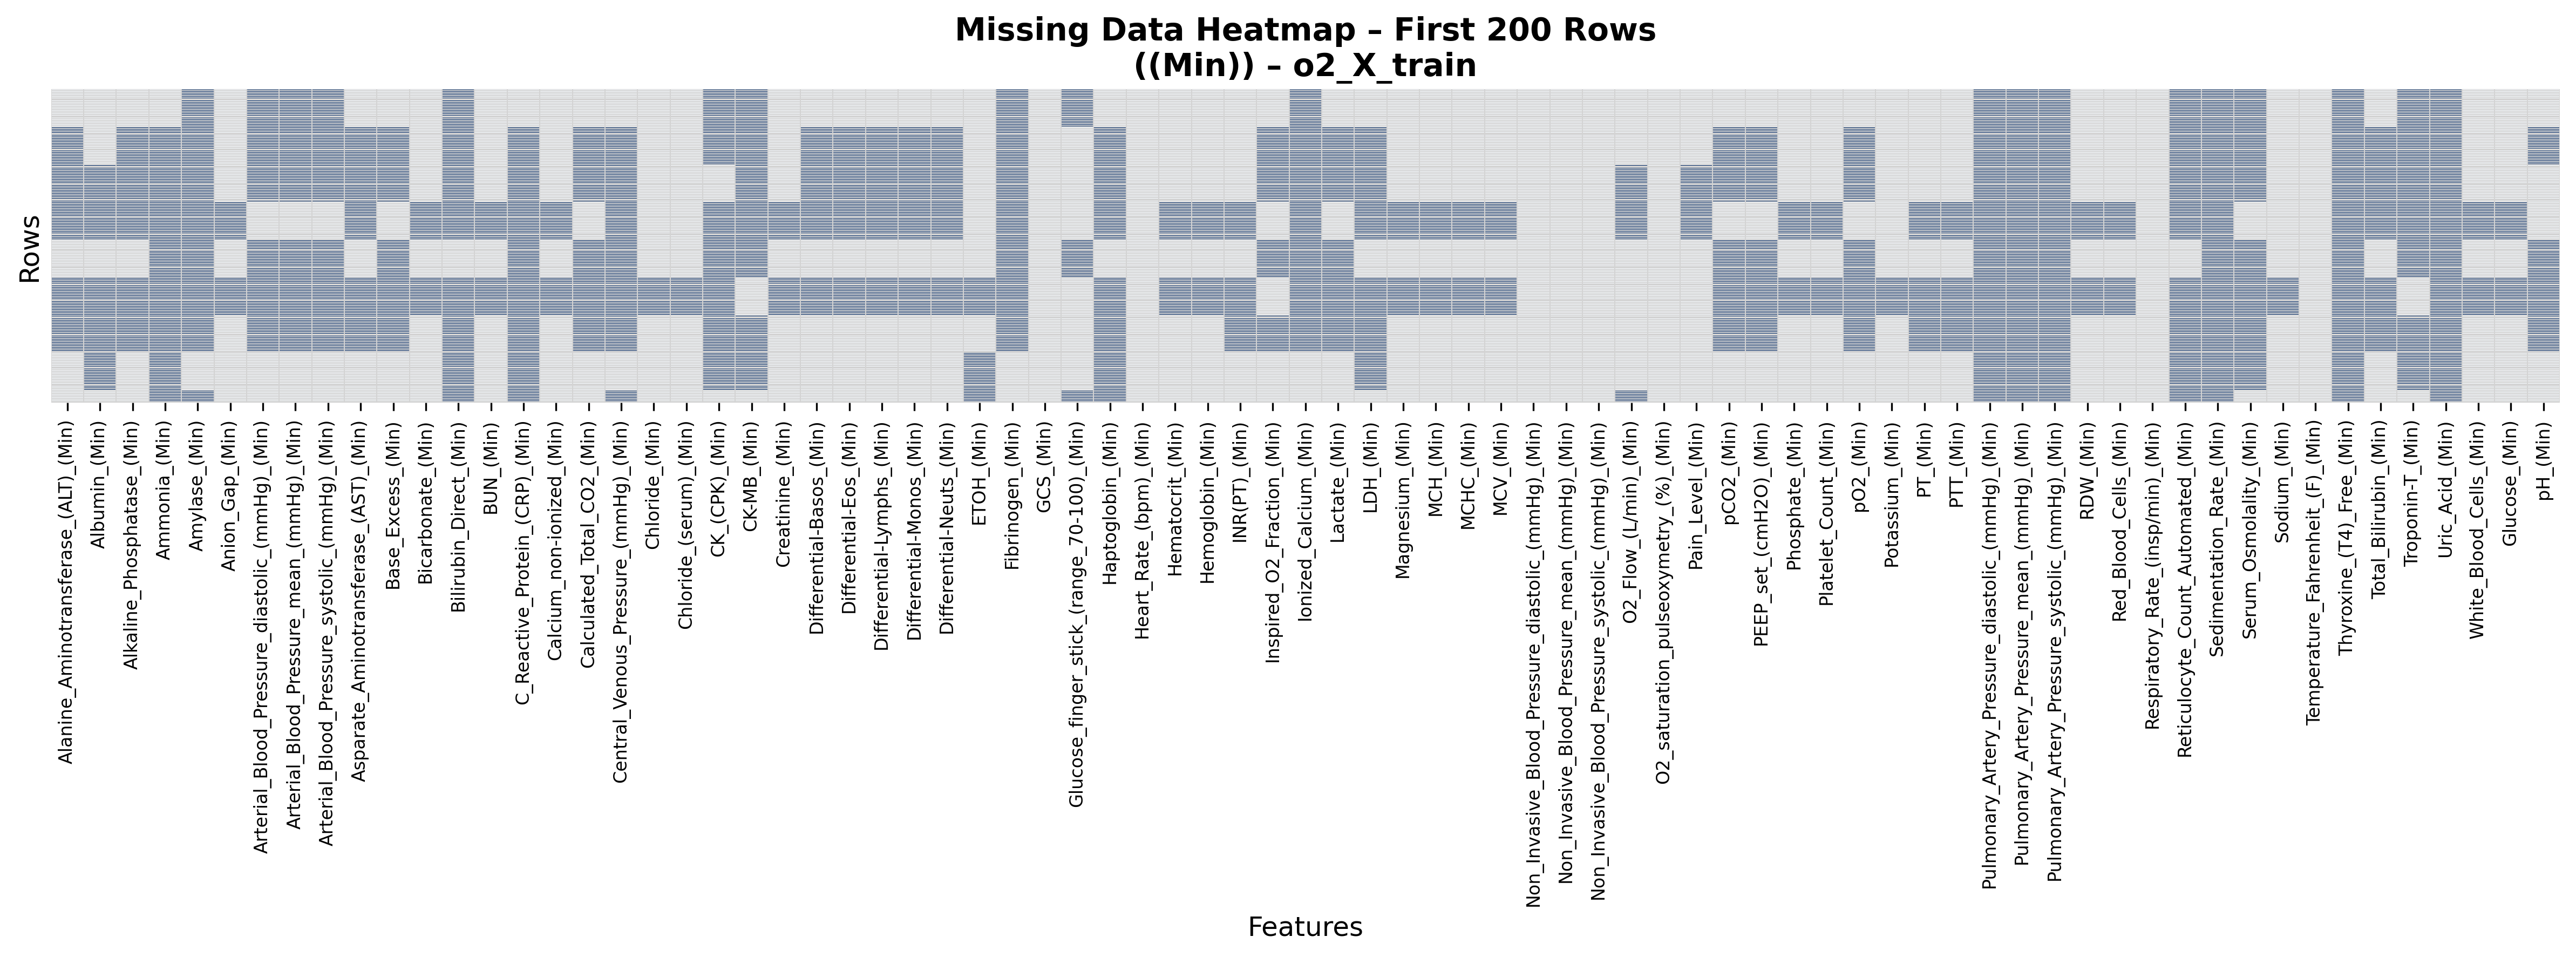 Missing Data Heatmap – First 200 Rows
((Min)) – o2_X_train
Rows
Alanine_Aminotransferase_(ALT)_(Min)
Albumin_(Min)
Alkaline_Phosphatase_(Min)
Ammonia_(Min)
Amylase_(Min)
Anion_Gap_(Min)
Arterial_Blood_Pressure_diastolic_(mmHg)_(Min)
Arterial_Blood_Pressure_mean_(mmHg)_(Min)
Arterial_Blood_Pressure_systolic_(mmHg)_(Min)
Asparate_Aminotransferase_(AST)_(Min)
Base_Excess_(Min)
Bicarbonate_(Min)
Bilirubin_Direct_(Min)
BUN_(Min)
C_Reactive_Protein_(CRP)_(Min)
Calcium_non-ionized_(Min)
Calculated_Total_CO2_(Min)
Central_Venous_Pressure_(mmHg)_(Min)
Chloride_(Min)
Chloride_(serum)_(Min)
CK_(CPK)_(Min)
CK-MB_(Min)
Creatinine_(Min)
Differential-Basos_(Min)
Differential-Eos_(Min)
Differential-Lymphs_(Min)
Differential-Monos_(Min)
Differential-Neuts_(Min)
ETOH_(Min)
Fibrinogen_(Min)
GCS_(Min)
Glucose_finger_stick_(range_70-100)_(Min)
Haptoglobin_(Min)
Heart_Rate_(bpm)_(Min)
Hematocrit_(Min)
Hemoglobin_(Min)
INR(PT)_(Min)
Inspired_O2_Fraction_(Min)
Ionized_Calcium_(Min)
Lactate_(Min)
LDH_(Min)
Magnesium_(Min)
MCH_(Min)
MCHC_(Min)
MCV_(Min)
Non_Invasive_Blood_Pressure_diastolic_(mmHg)_(Min)
Non_Invasive_Blood_Pressure_mean_(mmHg)_(Min)
Non_Invasive_Blood_Pressure_systolic_(mmHg)_(Min)
O2_Flow_(L/min)_(Min)
O2_saturation_pulseoxymetry_(%)_(Min)
Pain_Level_(Min)
pCO2_(Min)
PEEP_set_(cmH2O)_(Min)
Phosphate_(Min)
Platelet_Count_(Min)
pO2_(Min)
Potassium_(Min)
PT_(Min)
PTT_(Min)
Pulmonary_Artery_Pressure_diastolic_(mmHg)_(Min)
Pulmonary_Artery_Pressure_mean_(mmHg)_(Min)
Pulmonary_Artery_Pressure_systolic_(mmHg)_(Min)
RDW_(Min)
Red_Blood_Cells_(Min)
Respiratory_Rate_(insp/min)_(Min)
Reticulocyte_Count_Automated_(Min)
Sedimentation_Rate_(Min)
Serum_Osmolality_(Min)
Sodium_(Min)
Temperature_Fahrenheit_(F)_(Min)
Thyroxine_(T4)_Free_(Min)
Total_Bilirubin_(Min)
Troponin-T_(Min)
Uric_Acid_(Min)
White_Blood_Cells_(Min)
Glucose_(Min)
pH_(Min)
Features